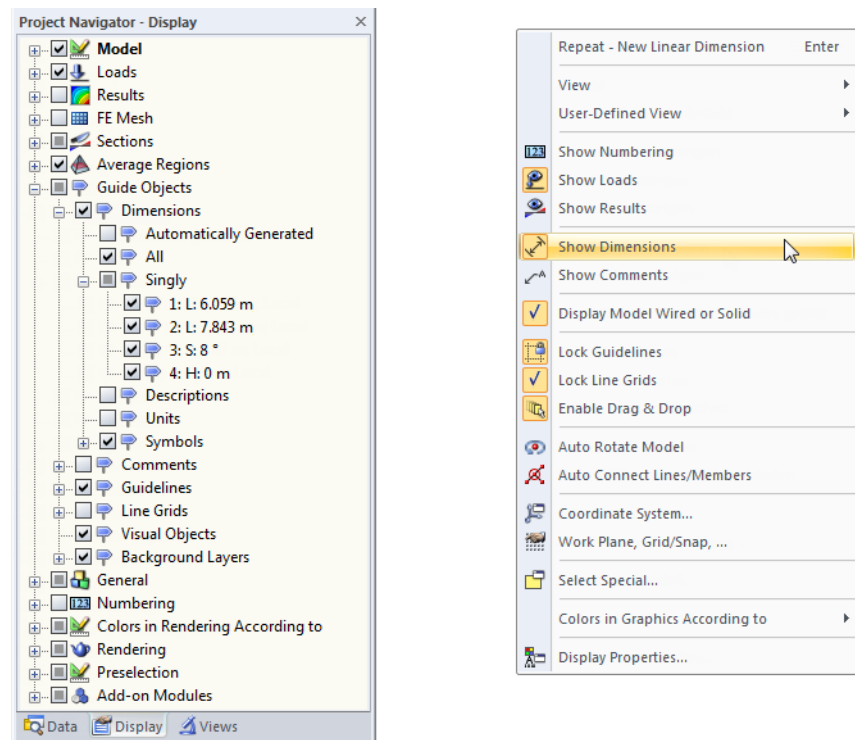 Project Navigator - Display
Model
Loads
Results
FE Mesh
Sections
Average Regions
Guide Objects
Dimensions
Automatically Generated
All
Singly
1: L: 6.059 m
2: L: 7.843 m
3: S: 8 °
4: H: 0 m
Descriptions
Units
Symbols
Comments
Guidelines
Line Grids
Visual Objects
Background Layers
General
123 Numbering
Colors in Rendering According to
Rendering
Preselection
Add-on Modules
Data Display Views
Repeat - New Linear Dimension Enter
View
User-Defined View
123 Show Numbering
Show Loads
Show Results
Show Dimensions
A Show Comments
Display Model Wired or Solid
Lock Guidelines
Lock Line Grids
Enable Drag & Drop
Auto Rotate Model
Auto Connect Lines/Members
Coordinate System...
Work Plane, Grid/Snap, ...
Select Special...
Colors in Graphics According to
Display Properties...